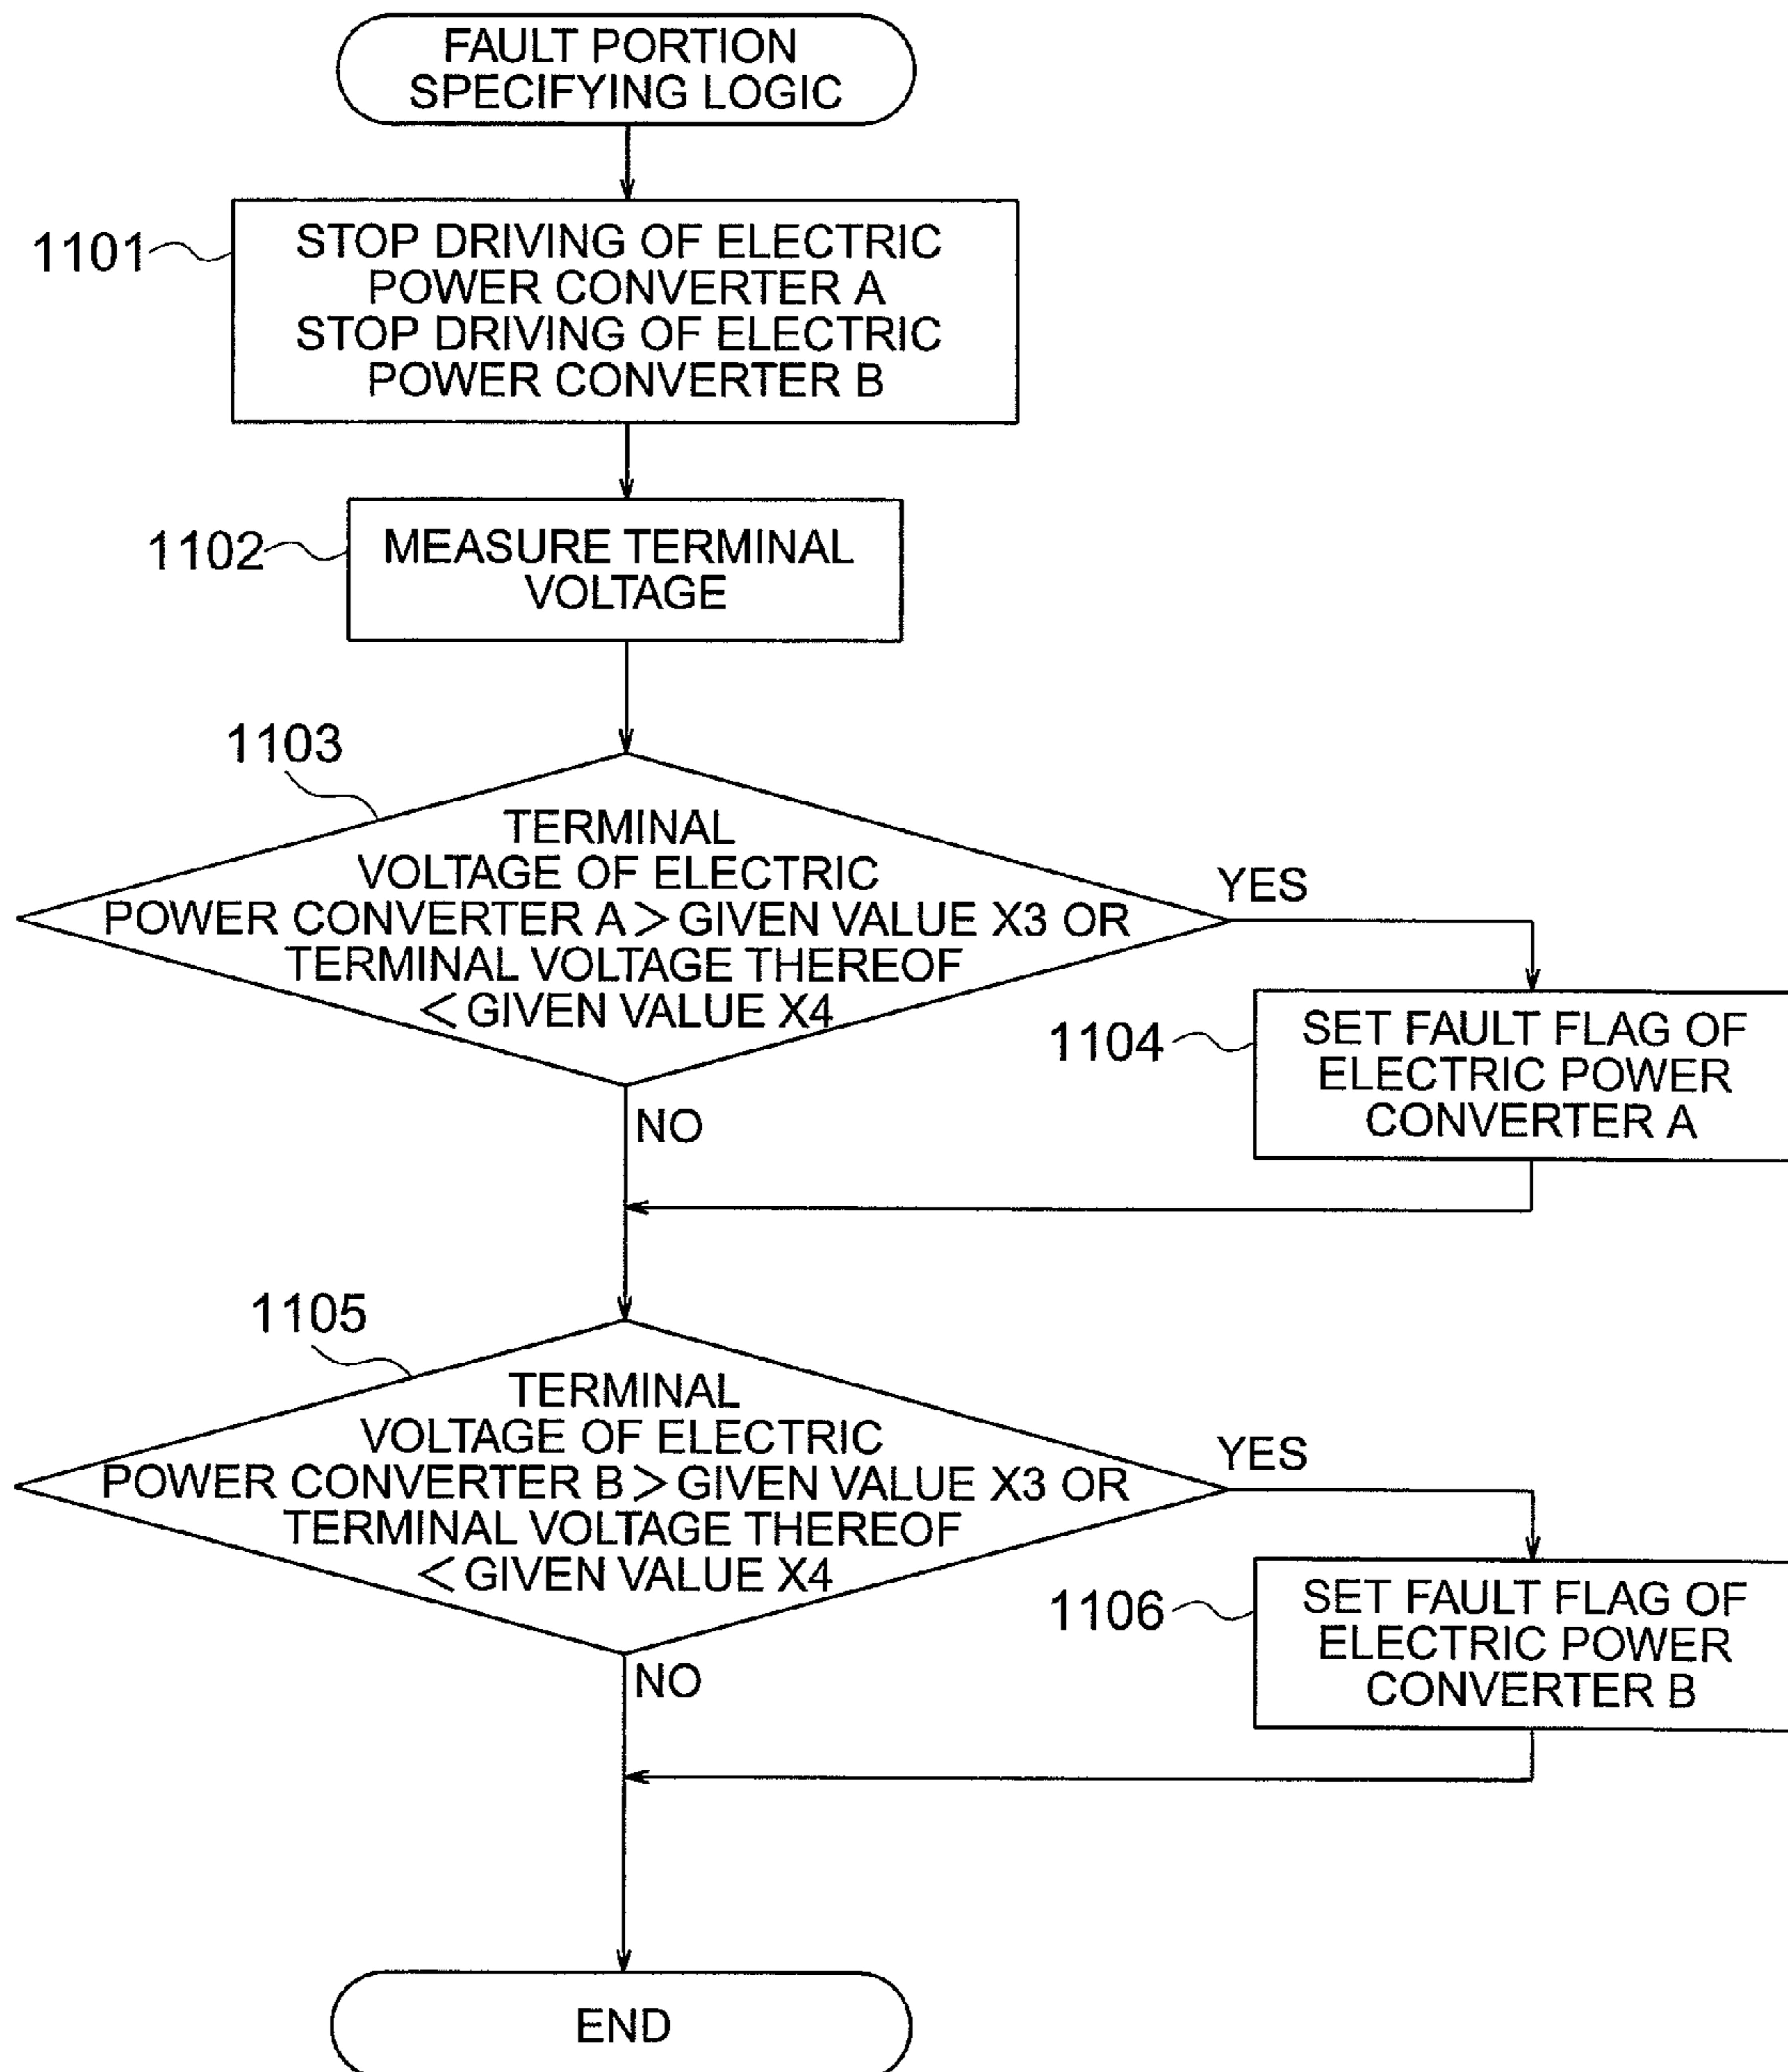 FAULT PORTION
SPECIFYING LOGIC
1101
STOP DRIVING OF ELECTRIC
POWER CONVERTER A
STOP DRIVING OF ELECTRIC
POWER CONVERTER B
1102
MEASURE TERMINAL
VOLTAGE
1103
TERMINAL
VOLTAGE OF ELECTRIC
POWER CONVERTER A > GIVEN VALUE X3 OR
TERMINAL VOLTAGE THEREOF
< GIVEN VALUE X4
YES
1104
SET FAULT FLAG OF
ELECTRIC POWER
CONVERTER A
NO
1105
TERMINAL
VOLTAGE OF ELECTRIC
POWER CONVERTER B > GIVEN VALUE X3 OR
TERMINAL VOLTAGE THEREOF
< GIVEN VALUE X4
YES
1106
SET FAULT FLAG OF
ELECTRIC POWER
CONVERTER B
NO
END